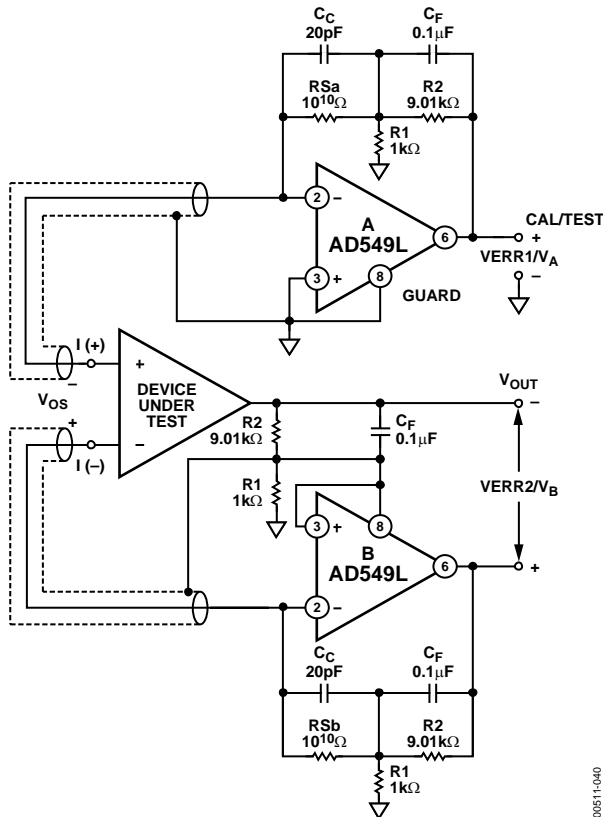 C_C
20pF
C_F
0.1µF
RSa
10^10Ω
R2
9.01kΩ
R1
1kΩ
2
–
A
AD549L
6
3
+
8
GUARD
CAL/TEST
+
VERR1/V_A
–
I (+)
–
V_OS
+
I (–)
+
DEVICE
UNDER
TEST
–
R2
9.01kΩ
C_F
0.1µF
V_OUT
–
R1
1kΩ
VERR2/V_B
3
+
8
B
AD549L
6
+
2
–
C_C
20pF
C_F
0.1µF
RSb
10^10Ω
R2
9.01kΩ
R1
1kΩ
00511-040